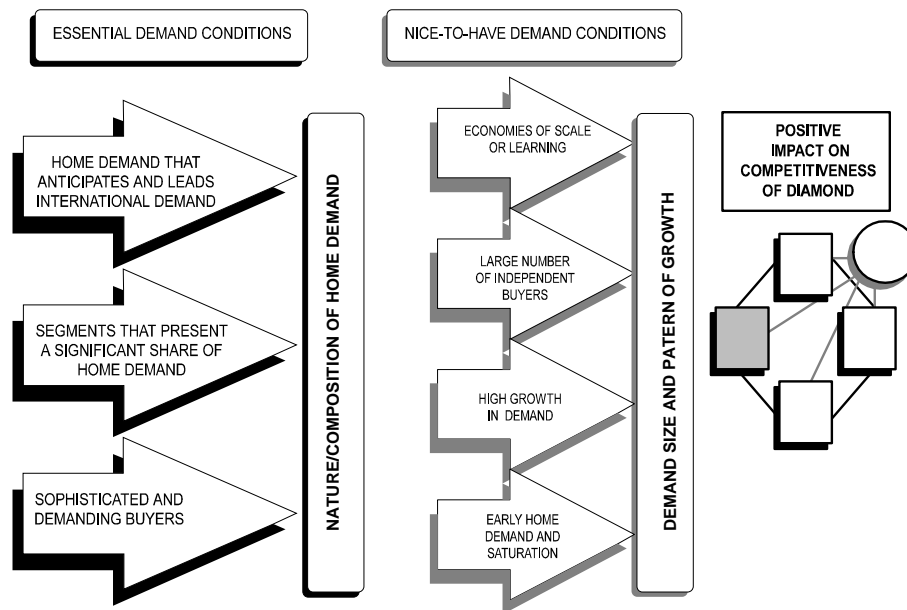 ESSENTIAL DEMAND CONDITIONS
NICE-TO-HAVE DEMAND CONDITIONS
HOME DEMAND THAT
ANTICIPATES AND LEADS
INTERNATIONAL DEMAND
SEGMENTS THAT PRESENT
A SIGNIFICANT SHARE OF
HOME DEMAND
SOPHISTICATED AND
DEMANDING BUYERS
NATURE/COMPOSITION OF HOME DEMAND
ECONOMIES OF SCALE
OR LEARNING
LARGE NUMBER
OF INDEPENDENT
BUYERS
HIGH GROWTH
IN DEMAND
EARLY HOME
DEMAND AND
SATURATION
DEMAND SIZE AND PATERN OF GROWTH
POSITIVE
IMPACT ON
COMPETITIVENESS
OF DIAMOND